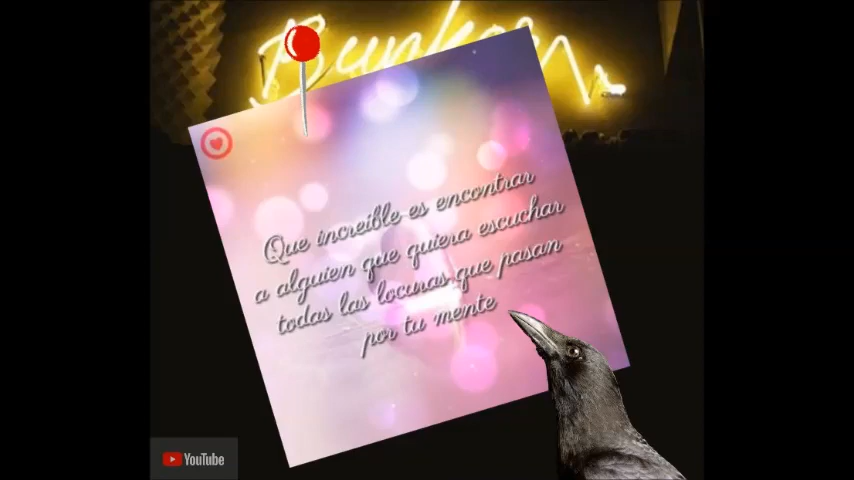 Bunker
Que increíble es encontrar
a alguien que quiera escuchar
todas las locuras que pasan
por tu mente
YouTube